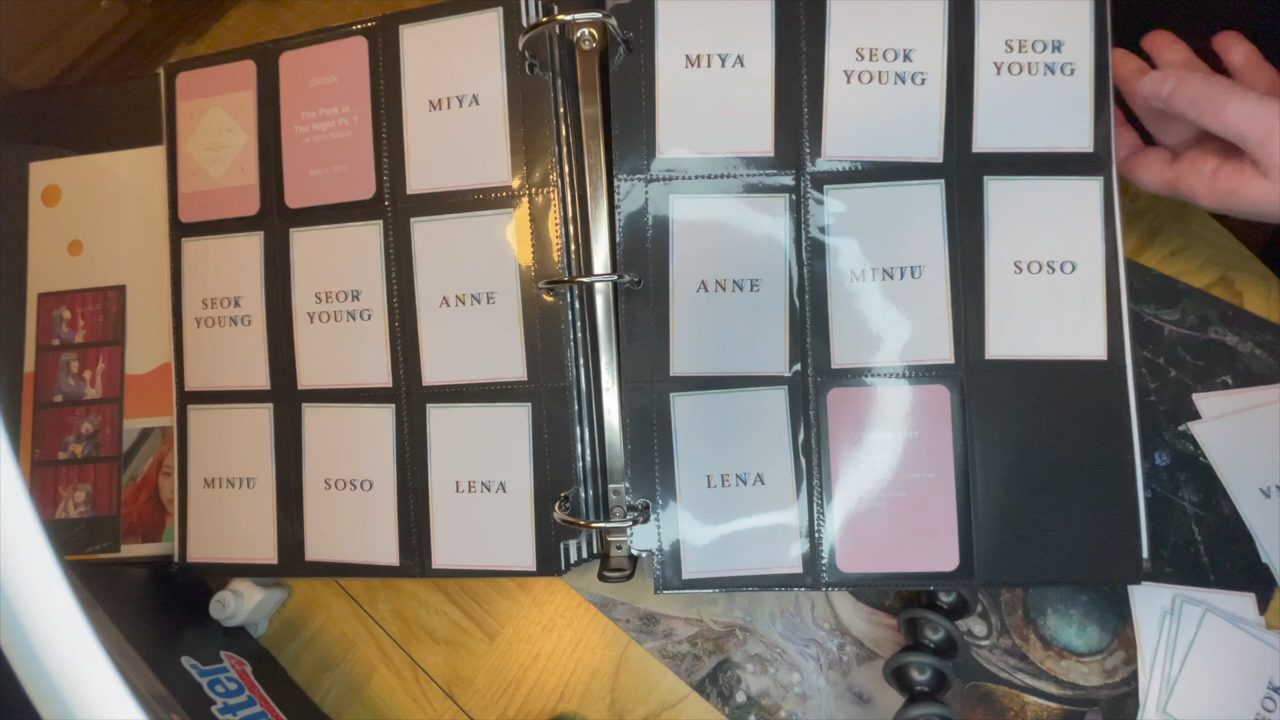 GWSN
The Park in
The Night Pt. 1
MIYA
SEOK
YOUNG
SEOR
YOUNG
ANNE
MINJU
SOSO
LENA
MIYA
SEOK
YOUNG
SEOR
YOUNG
ANNE
MINJU
SOSO
LENA